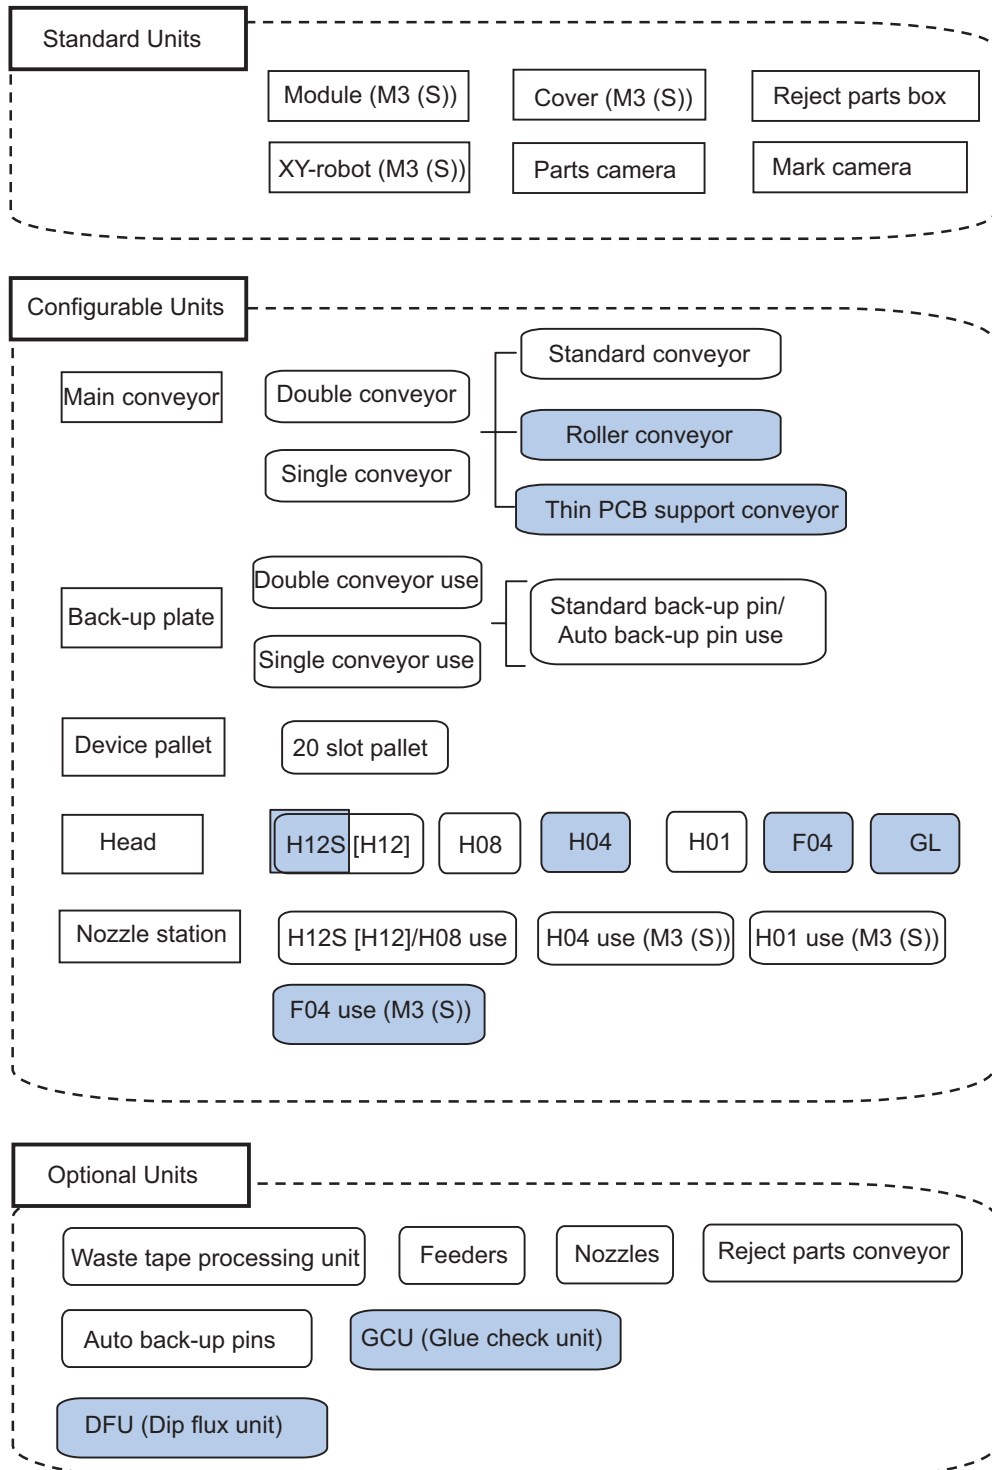 Standard Units
Module (M3 (S))
Cover (M3 (S))
Reject parts box
XY-robot (M3 (S))
Parts camera
Mark camera
Configurable Units
Main conveyor
Double conveyor
Single conveyor
Standard conveyor
Roller conveyor
Thin PCB support conveyor
Back-up plate
Double conveyor use
Single conveyor use
Standard back-up pin/
Auto back-up pin use
Device pallet
20 slot pallet
Head
H12S [H12]
H08
H04
H01
F04
GL
Nozzle station
H12S [H12]/H08 use
H04 use (M3 (S))
H01 use (M3 (S))
F04 use (M3 (S))
Optional Units
Waste tape processing unit
Feeders
Nozzles
Reject parts conveyor
Auto back-up pins
GCU (Glue check unit)
DFU (Dip flux unit)